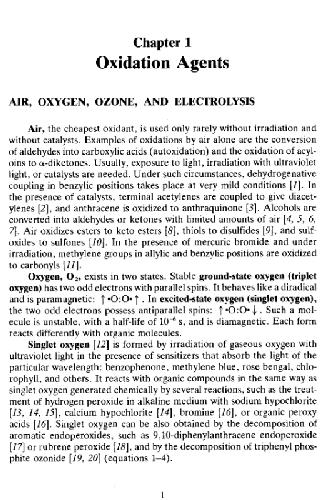 Chapter 1
Oxidation Agents
AIR, OXYGEN, OZONE, AND ELECTROLYSIS
Air, the cheapest oxidant, is used only rarely without irradiation and
without catalysts. Examples of oxidations by air alone are the conversion
of aldehydes into carboxylic acids (autoxidation) and the oxidation of acyl-
oins to α-diketones. Usually, exposure to light, irradiation with ultraviolet
light, or catalysts are needed. Under such circumstances, dehydrogenative
coupling in benzylic positions takes place at very mild conditions [1]. In
the presence of catalysts, terminal acetylenes are coupled to give diacet-
ylenes [2], and anthracene is oxidized to anthraquinone [3]. Alcohols are
converted into aldehydes or ketones with limited amounts of air [4, 5, 6,
7]. Air oxidizes esters to keto esters [8], thiols to disulfides [9], and sulf-
oxides to sulfones [10]. In the presence of mercuric bromide and under
irradiation, methylene groups in allylic and benzylic positions are oxidized
to carbonyls [11].
Oxygen, O₂, exists in two states. Stable ground-state oxygen (triplet
oxygen) has two odd electrons with parallel spins. It behaves like a diradical
and is paramagnetic: ↑•O:O•↑. In excited-state oxygen (singlet oxygen),
the two odd electrons possess antiparallel spins: ↑•O:O•↓. Such a mol-
ecule is unstable, with a half-life of 10⁻⁶ s, and is diamagnetic. Each form
reacts differently with organic molecules.
Singlet oxygen [12] is formed by irradiation of gaseous oxygen with
ultraviolet light in the presence of sensitizers that absorb the light of the
particular wavelength: benzophenone, methylene blue, rose bengal, chlo-
rophyll, and others. It reacts with organic compounds in the same way as
singlet oxygen generated chemically by several reactions, such as the treat-
ment of hydrogen peroxide in alkaline medium with sodium hypochlorite
[13, 14, 15], calcium hypochlorite [14], bromine [16], or organic peroxy
acids [16]. Singlet oxygen can also be obtained by the decomposition of
aromatic endoperoxides, such as 9,10-diphenylanthracene endoperoxide
[17] or rubrene peroxide [18], and by the decomposition of triphenyl phos-
phite ozonide [19, 20] (equations 1–4).
1